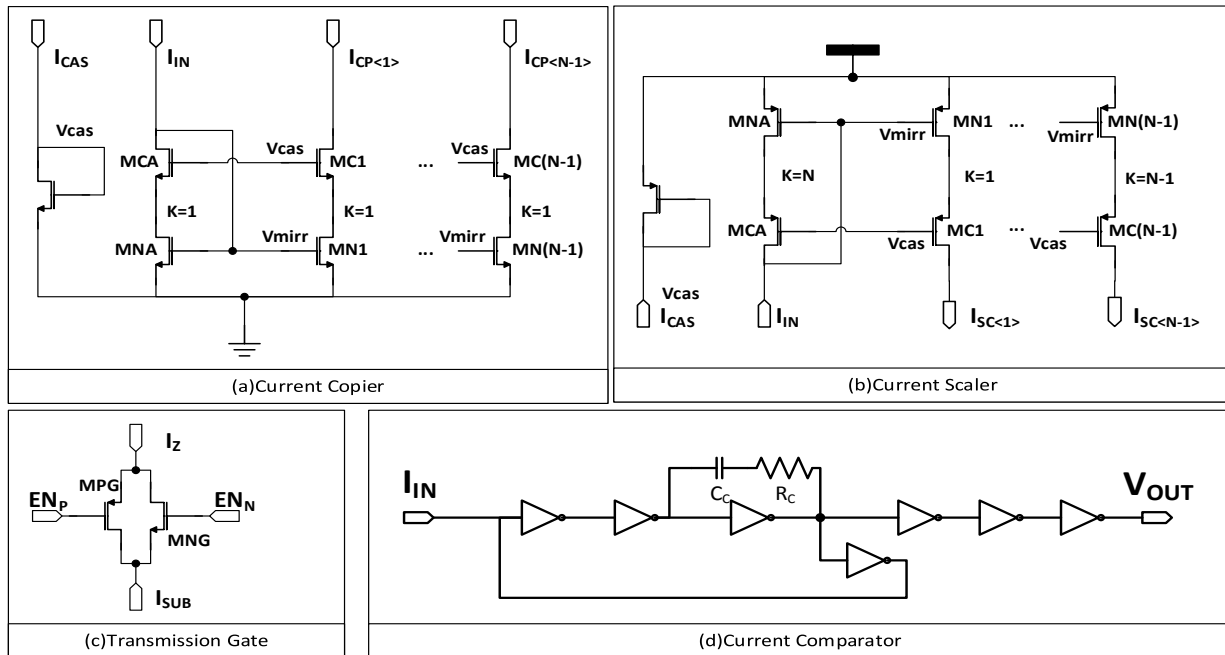 I_CAS I_IN I_CP<1> I_CP<N-1>
Vcas
MCA Vcas MC1 ... Vcas MC(N-1)
K=1 K=1 K=1
MNA Vmirr MN1 ... Vmirr MN(N-1)
(a)Current Copier
MNA Vmirr MN1 ... Vmirr MN(N-1)
K=N K=1 K=N-1
MCA Vcas MC1 ... Vcas MC(N-1)
Vcas
I_CAS I_IN I_SC<1> I_SC<N-1>
(b)Current Scaler
I_Z
MPG
EN_P EN_N
MNG
I_SUB
(c)Transmission Gate
I_IN C_C R_C V_OUT
(d)Current Comparator